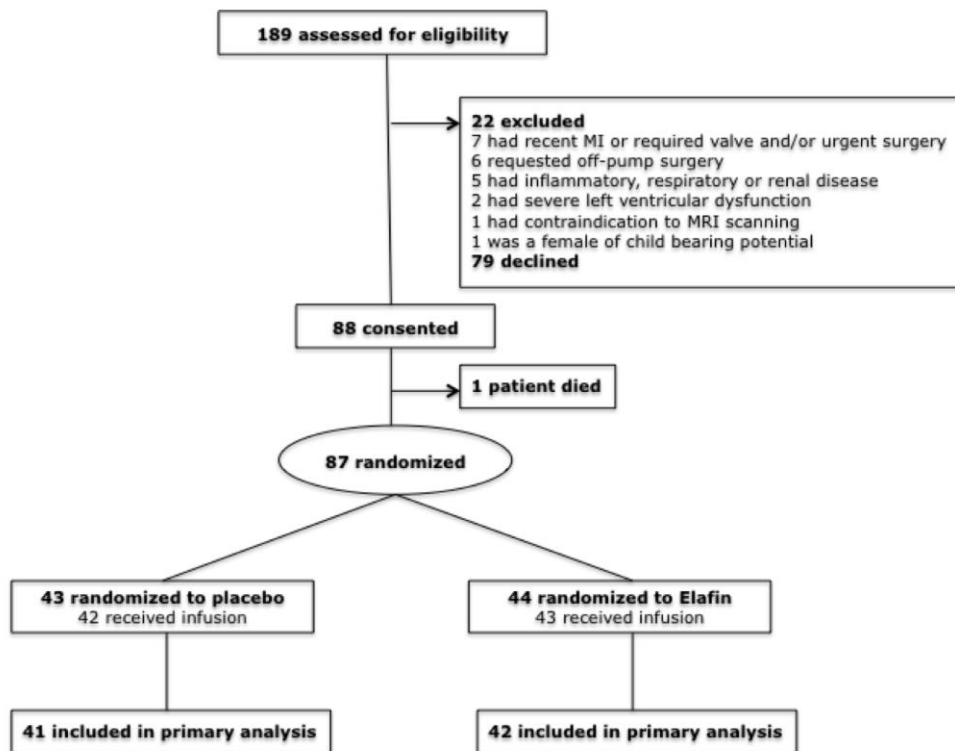 189 assessed for eligibility
22 excluded
7 had recent MI or required valve and/or urgent surgery
6 requested off-pump surgery
5 had inflammatory, respiratory or renal disease
2 had severe left ventricular dysfunction
1 had contraindication to MRI scanning
1 was a female of child bearing potential
79 declined
88 consented
1 patient died
87 randomized
43 randomized to placebo
42 received infusion
44 randomized to Elafin
43 received infusion
41 included in primary analysis
42 included in primary analysis